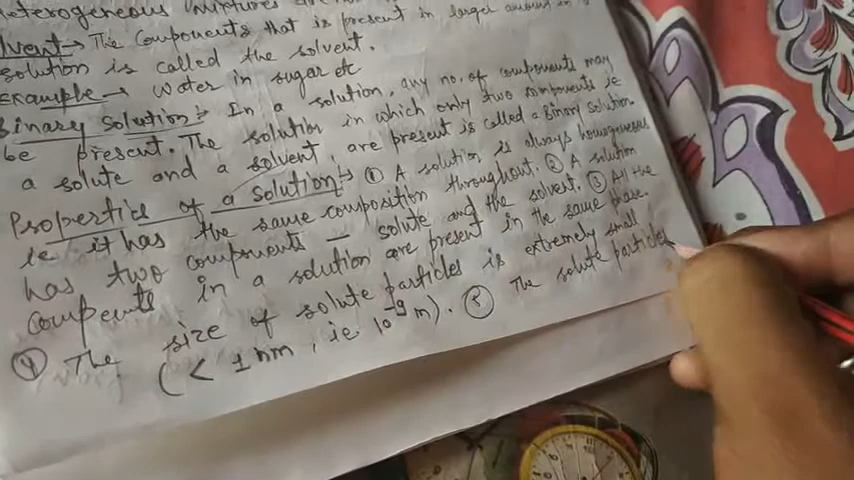 Heterogeneous mixtures are
lvent → The components that is present in larger amount in
solution is called the solvent.
Example → Water in sugar etc
Binary Solution :- In a solution, any no. of components may
be present. The solution in which only two components ie
a solute and a solvent, are present is called a Binary Solution.
Properties of a solution :- ① A solution is always homogeneous
ie it has the same composition throughout. ② A solution
has two components — solute and the solvent. ③ All the
components in a solution are present in the same phase.
④ The size of solute particles is extremely small
(< 1 nm, ie 10⁻⁹ m). ⑤ The solute particles